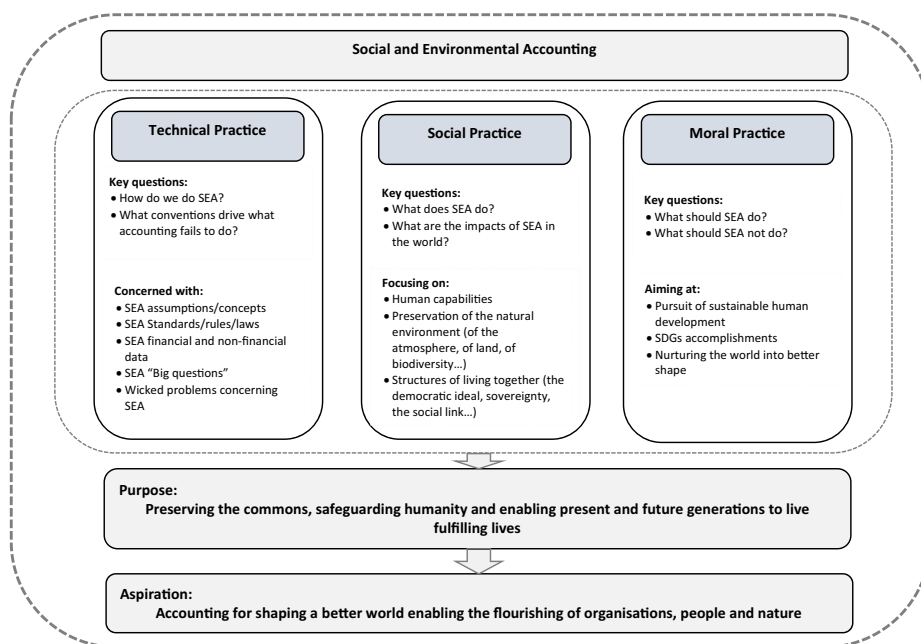 Social and Environmental Accounting
Technical Practice
Key questions:
• How do we do SEA?
• What conventions drive what
accounting fails to do?
Concerned with:
• SEA assumptions/concepts
• SEA Standards/rules/laws
• SEA financial and non-financial
data
• SEA “Big questions”
• Wicked problems concerning
SEA
Social Practice
Key questions:
• What does SEA do?
• What are the impacts of SEA in
the world?
Focusing on:
• Human capabilities
• Preservation of the natural
environment (of the
atmosphere, of land, of
biodiversity...)
• Structures of living together (the
democratic ideal, sovereignty,
the social link...)
Moral Practice
Key questions:
• What should SEA do?
• What should SEA not do?
Aiming at:
• Pursuit of sustainable human
development
• SDGs accomplishments
• Nurturing the world into better
shape
Purpose:
Preserving the commons, safeguarding humanity and enabling present and future generations to live
fulfilling lives
Aspiration:
Accounting for shaping a better world enabling the flourishing of organisations, people and nature